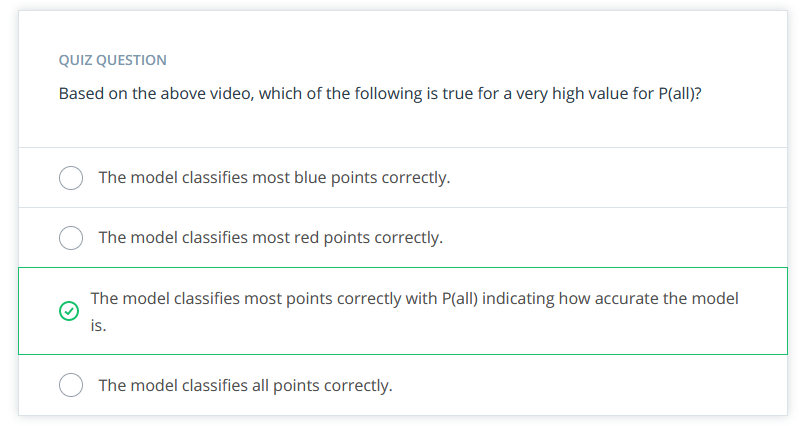 QUIZ QUESTION
Based on the above video, which of the following is true for a very high value for P(all)?
The model classifies most blue points correctly.
The model classifies most red points correctly.
The model classifies most points correctly with P(all) indicating how accurate the model
is.
The model classifies all points correctly.